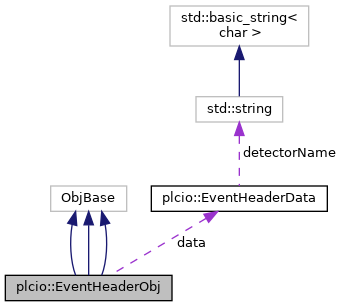 std::basic_string<
char >
std::string
detectorName
ObjBase
plcio::EventHeaderData
data
plcio::EventHeaderObj